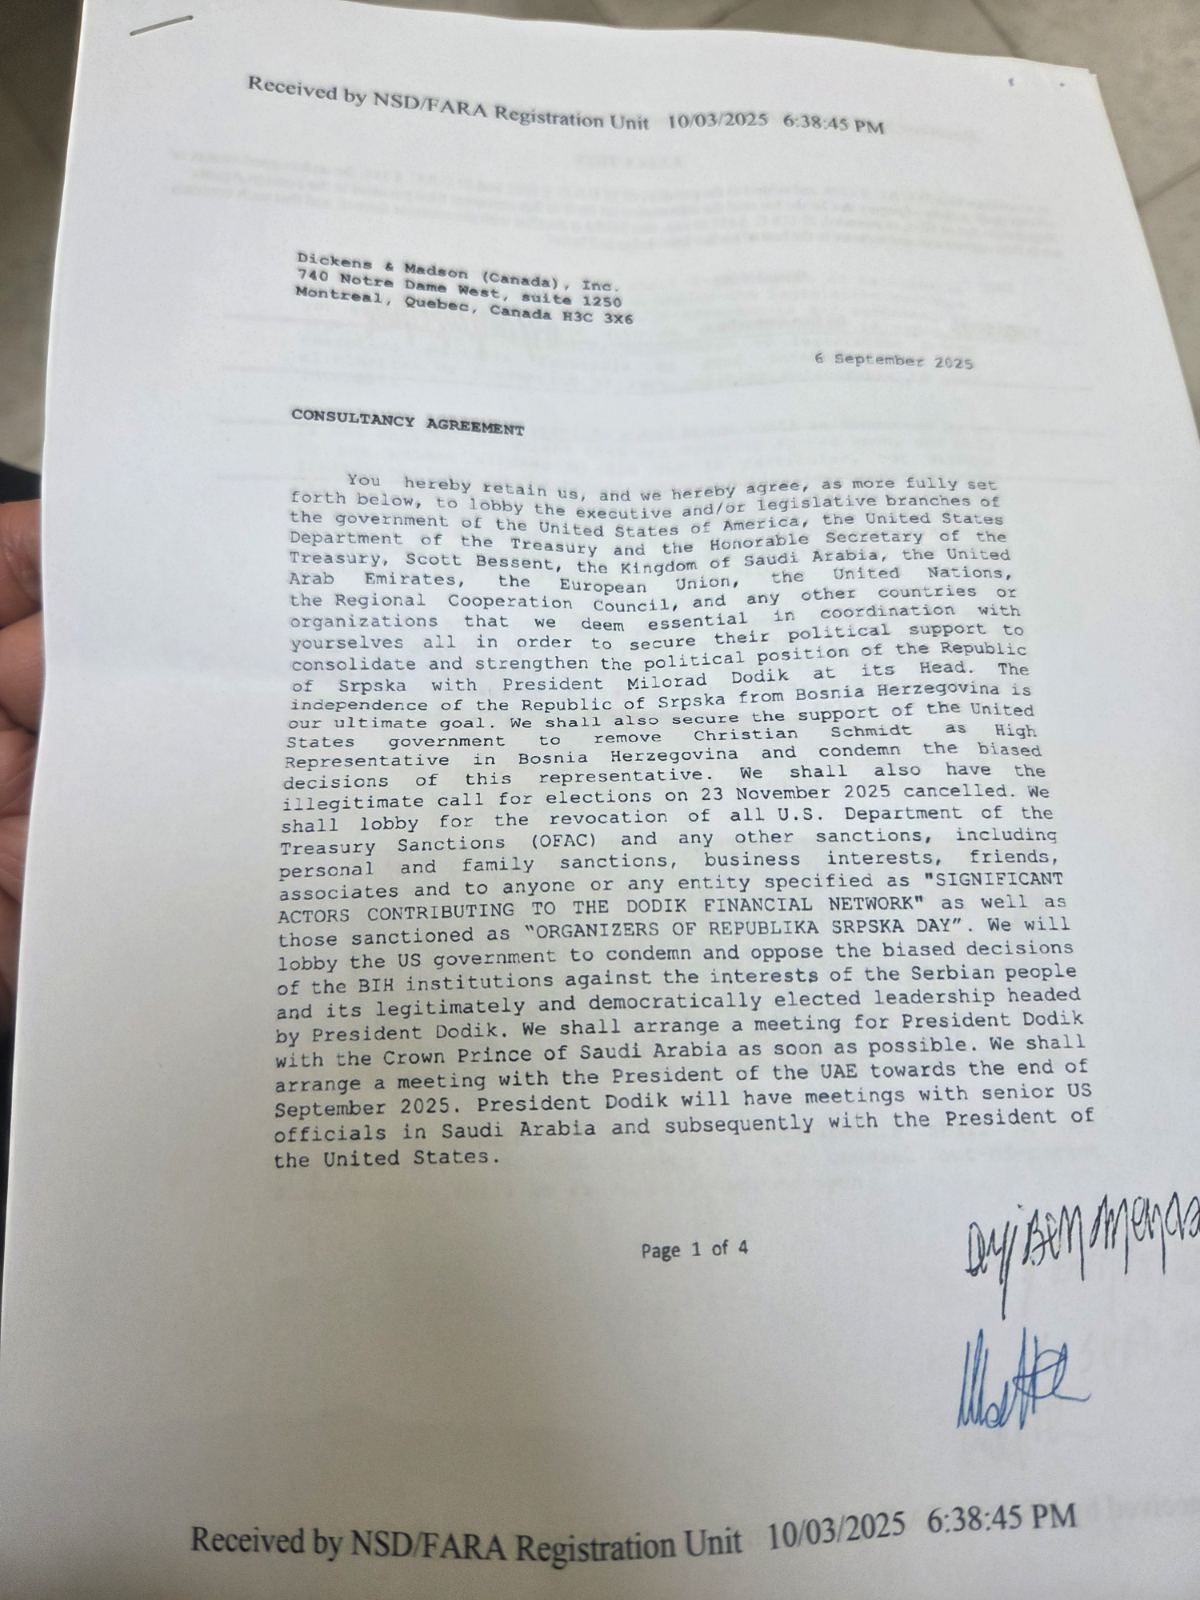 Received by NSD/FARA Registration Unit 10/03/2025 6:38:45 PM
Dickens & Madson (Canada), Inc.
740 Notre Dame West, suite 1250
Montreal, Quebec, Canada H3C 3X6
6 September 2025
CONSULTANCY AGREEMENT
You hereby retain us, and we hereby agree, as more fully set
forth below, to lobby the executive and/or legislative branches of
the government of the United States of America, the United States
Department of the Treasury and the Honorable Secretary of the
Treasury, Scott Bessent, the Kingdom of Saudi Arabia, the United
Arab Emirates, the European Union, the United Nations,
the Regional Cooperation Council, and any other countries or
organizations that we deem essential in coordination with
yourselves all in order to secure their political support to
consolidate and strengthen the political position of the Republic
of Srpska with President Milorad Dodik at its Head. The
independence of the Republic of Srpska from Bosnia Herzegovina is
our ultimate goal. We shall also secure the support of the United
States government to remove Christian Schmidt as High
Representative in Bosnia Herzegovina and condemn the biased
decisions of this representative. We shall also have the
illegitimate call for elections on 23 November 2025 cancelled. We
shall lobby for the revocation of all U.S. Department of the
Treasury Sanctions (OFAC) and any other sanctions, including
personal and family sanctions, business interests, friends,
associates and to anyone or any entity specified as "SIGNIFICANT
ACTORS CONTRIBUTING TO THE DODIK FINANCIAL NETWORK" as well as
those sanctioned as “ORGANIZERS OF REPUBLIKA SRPSKA DAY”. We will
lobby the US government to condemn and oppose the biased decisions
of the BIH institutions against the interests of the Serbian people
and its legitimately and democratically elected leadership headed
by President Dodik. We shall arrange a meeting for President Dodik
with the Crown Prince of Saudi Arabia as soon as possible. We shall
arrange a meeting with the President of the UAE towards the end of
September 2025. President Dodik will have meetings with senior US
officials in Saudi Arabia and subsequently with the President of
the United States.
Page 1 of 4
Received by NSD/FARA Registration Unit 10/03/2025 6:38:45 PM